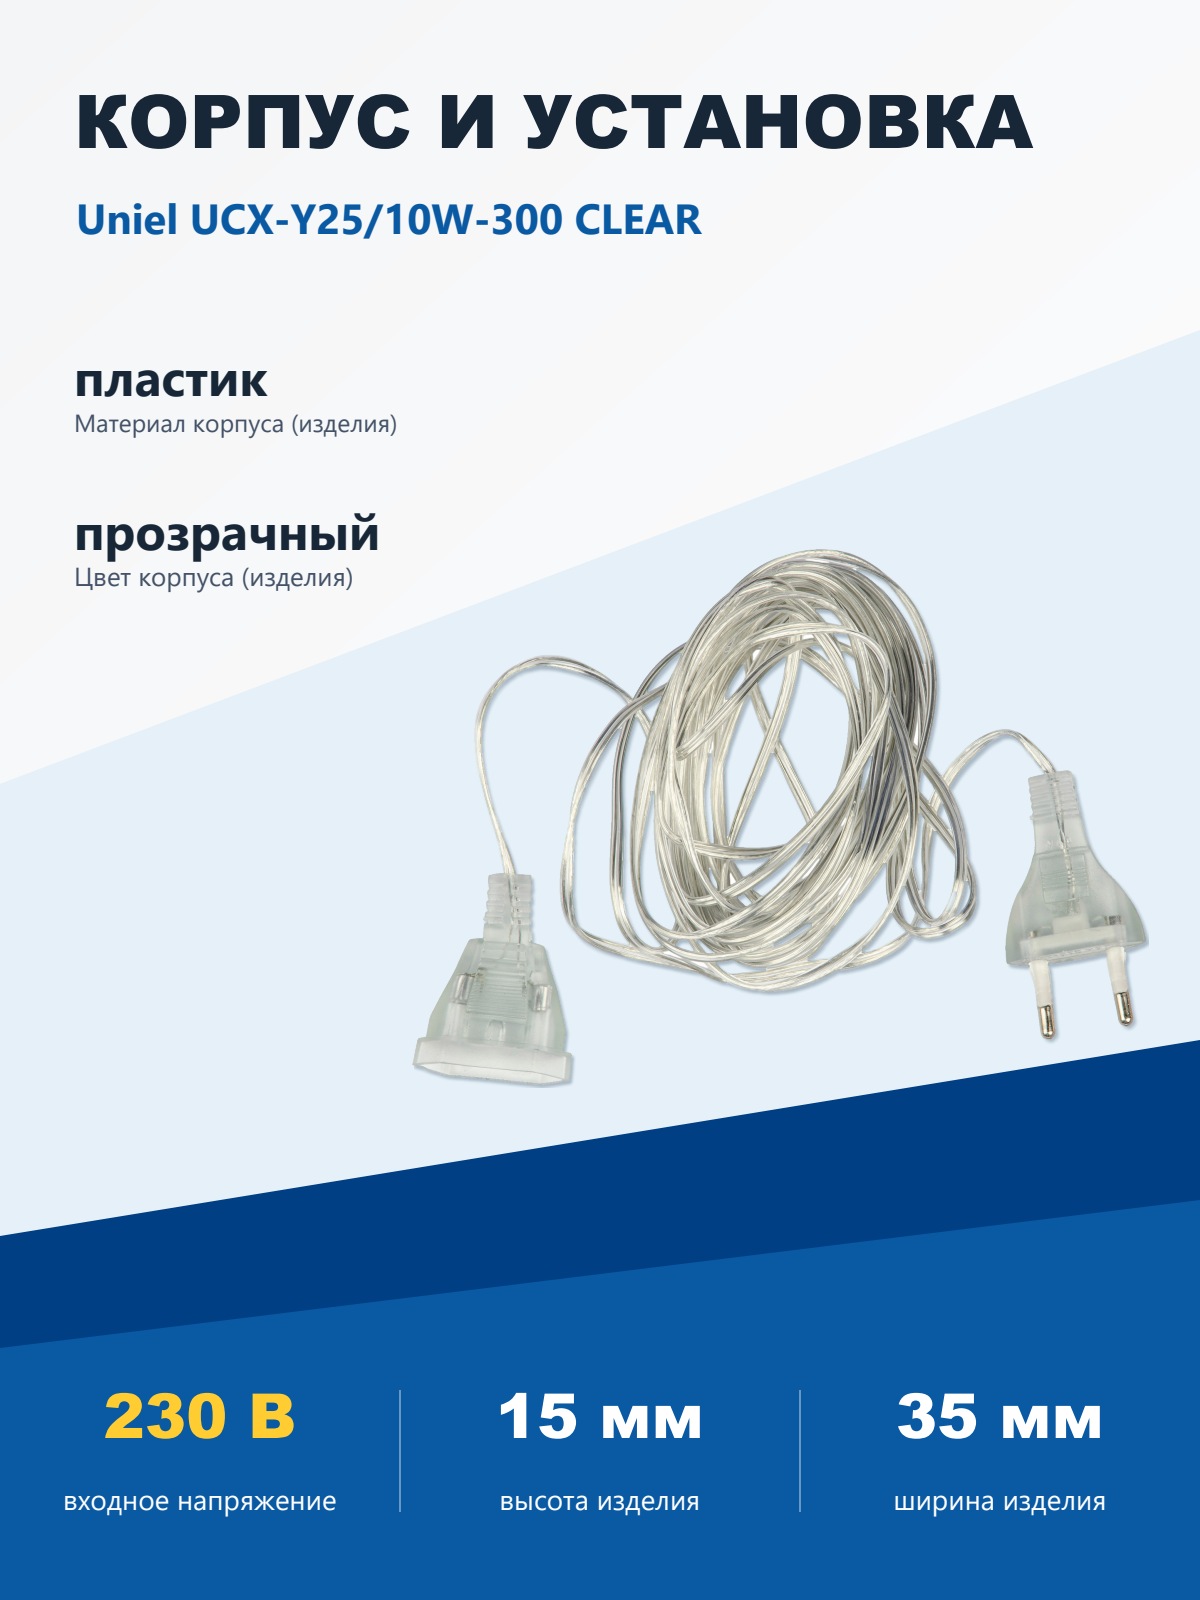 КОРПУС И УСТАНОВКА
Uniel UCX-Y25/10W-300 CLEAR
пластик
Материал корпуса (изделия)
прозрачный
Цвет корпуса (изделия)
230 В
входное напряжение
15 мм
высота изделия
35 мм
ширина изделия